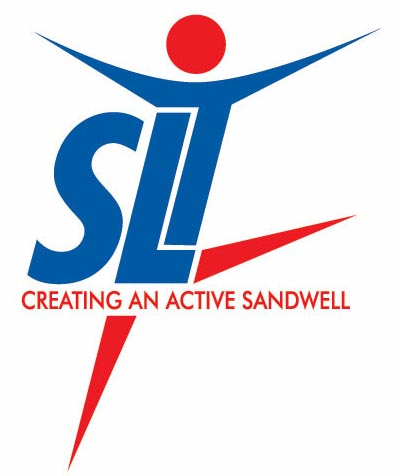 SLT
CREATING AN ACTIVE SANDWELL